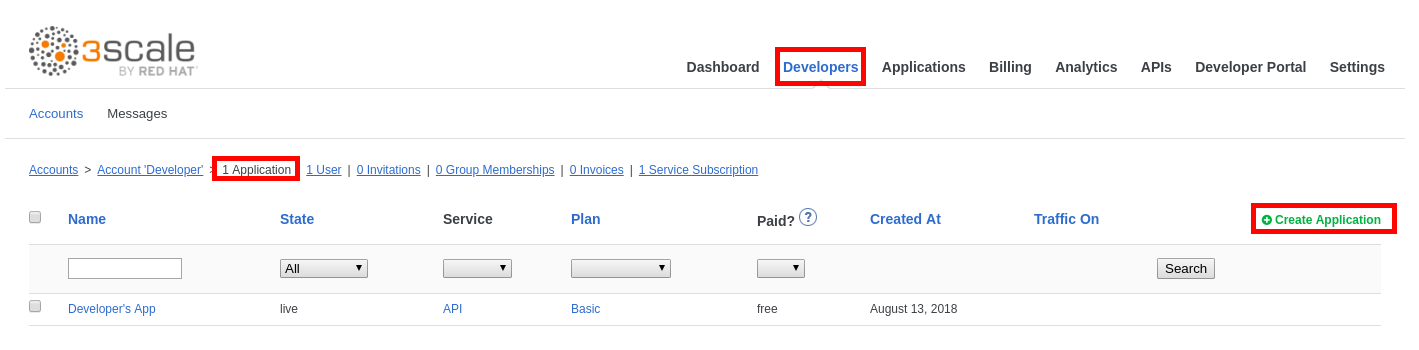 3scale
BY RED HAT
Dashboard Developers Applications Billing Analytics APIs Developer Portal Settings
Accounts Messages
Accounts > Account 'Developer' > 1 Application 1 User | 0 Invitations | 0 Group Memberships | 0 Invoices | 1 Service Subscription
Name State Service Plan Paid? ? Created At Traffic On Create Application
All Search
Developer's App live API Basic free August 13, 2018